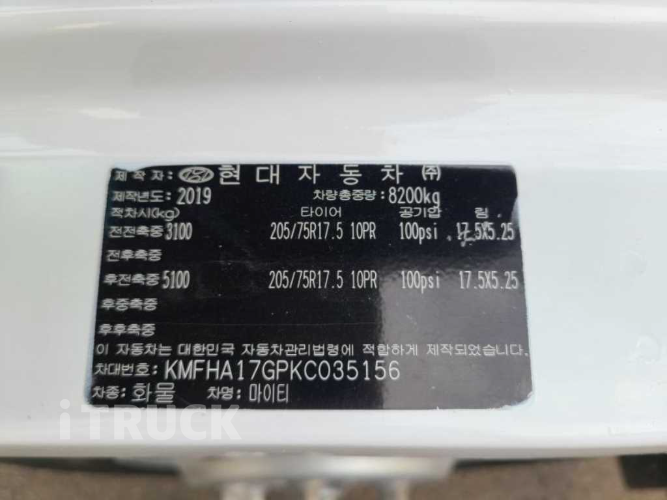 제 작 자: 현 대 자 동 차 ㈜
제작년도: 2019 차량총중량: 8200kg
적차시(kg) 타이어 공기압 림
전전축중 3100 205/75R17.5 10PR 100psi 17.5X5.25
전후축중
후전축중 5100 205/75R17.5 10PR 100psi 17.5X5.25
후중축중
후후축중
이 자동차는 대한민국 자동차관리법령에 적합하게 제작되었습니다.
차대번호: KMFHA17GPKC035156
차종: 화물 차명: 마이티
iTRUCK